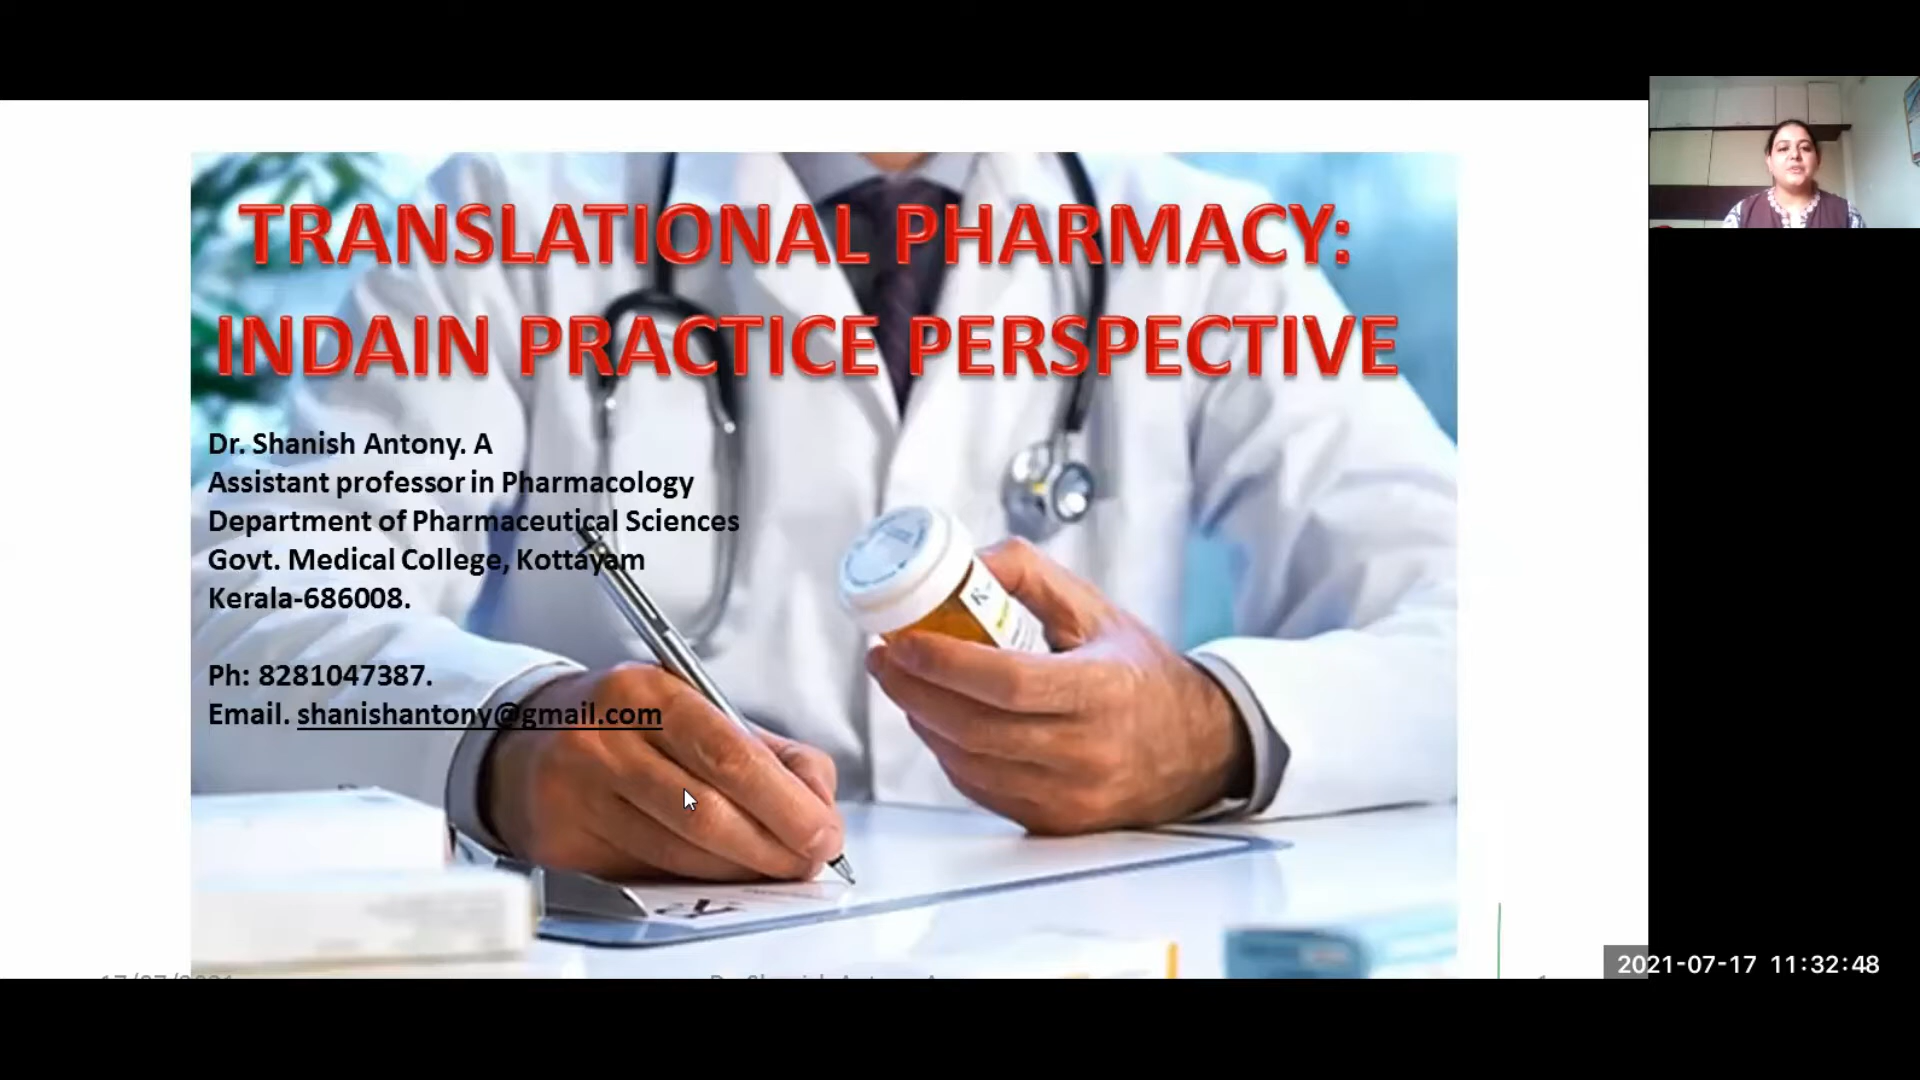 TRANSLATIONAL PHARMACY:
INDAIN PRACTICE PERSPECTIVE
Dr. Shanish Antony. A
Assistant professor in Pharmacology
Department of Pharmaceutical Sciences
Govt. Medical College, Kottayam
Kerala-686008.
Ph: 8281047387.
Email. shanishantony@gmail.com
2021-07-17 11:32:48